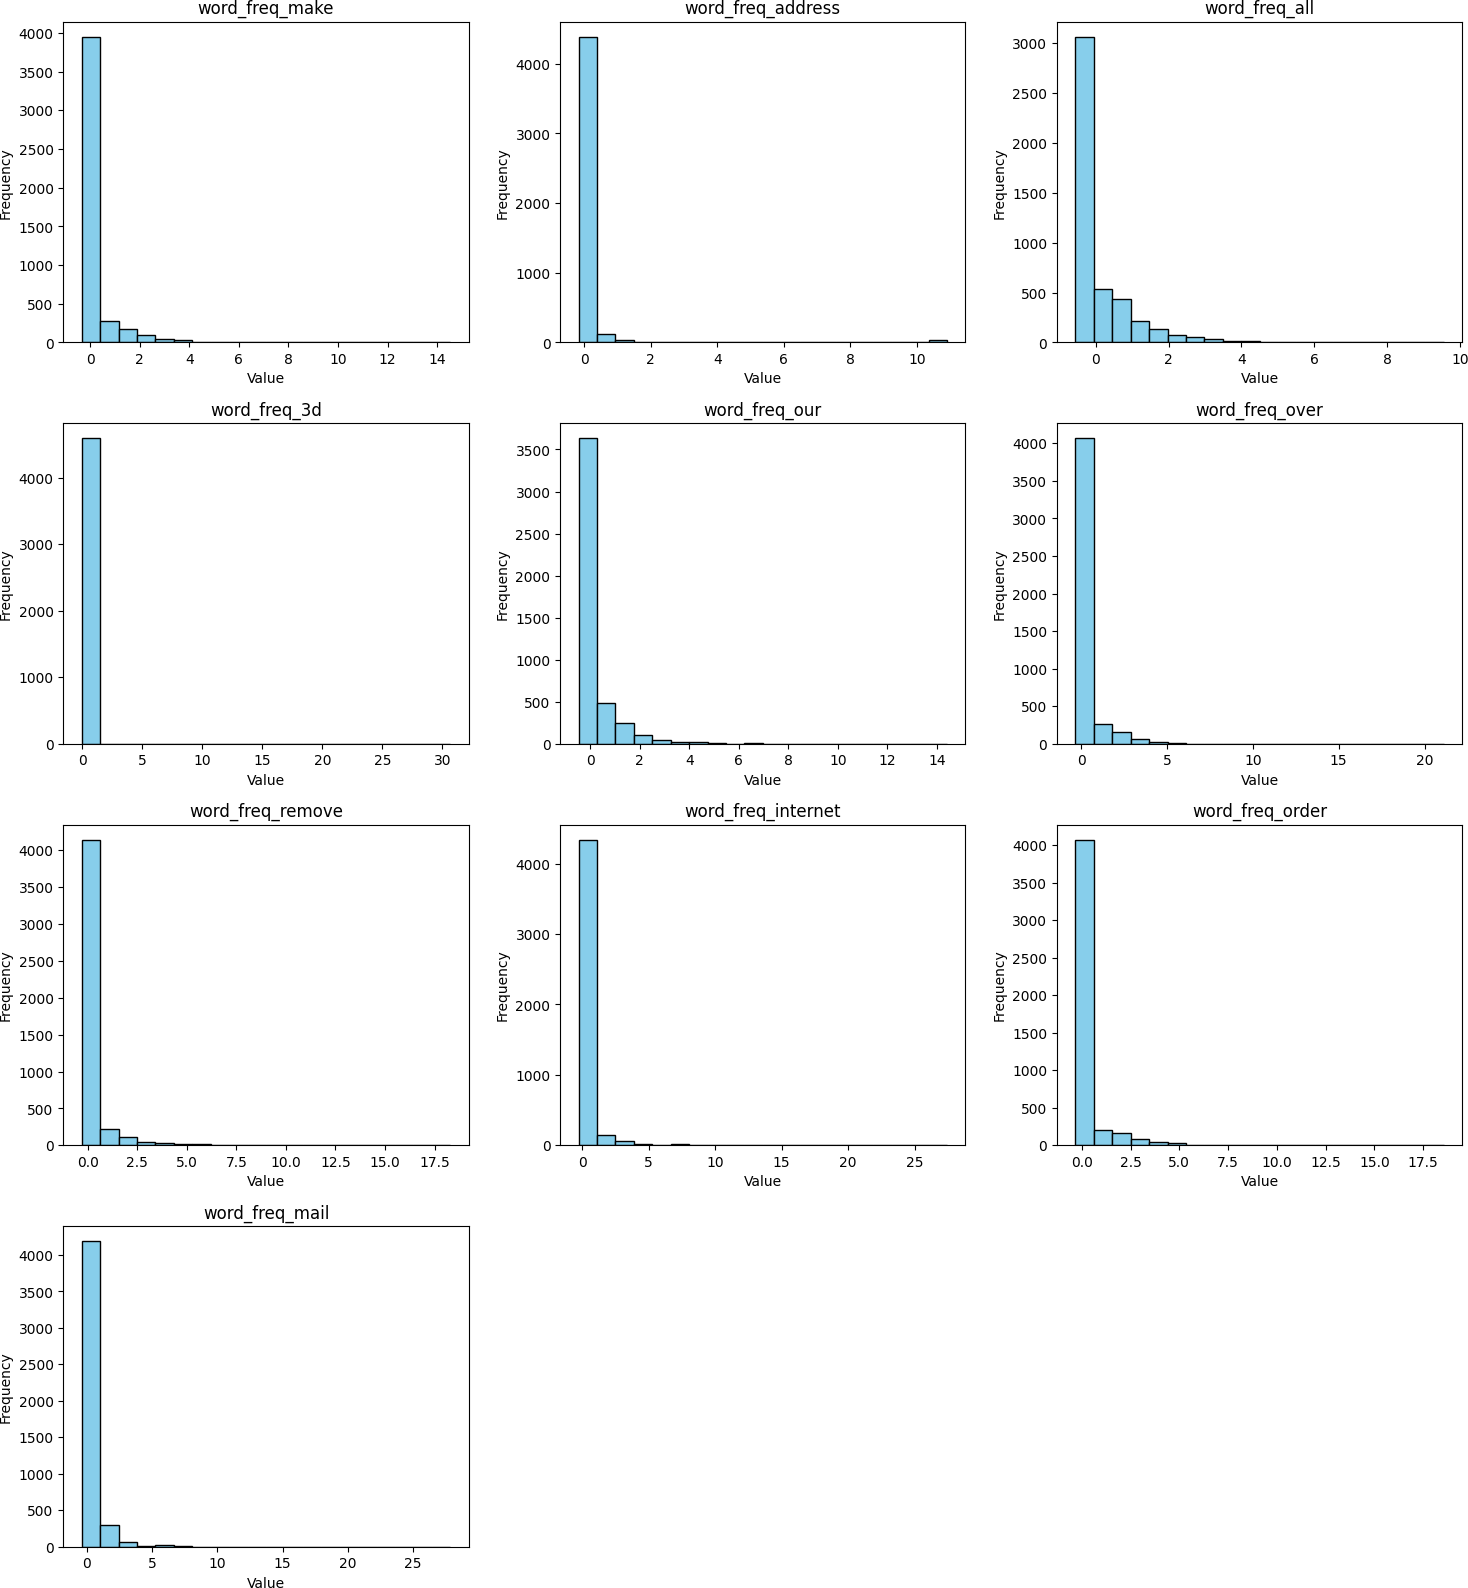 word_freq_make
4000
3500
3000
2500
2000
1500
1000
500
0
Frequency
0 2 4 6 8 10 12 14
Value
word_freq_address
4000
3000
2000
1000
0
Frequency
0 2 4 6 8 10
Value
word_freq_all
3000
2500
2000
1500
1000
500
0
Frequency
0 2 4 6 8 10
Value
word_freq_3d
4000
3000
2000
1000
0
Frequency
0 5 10 15 20 25 30
Value
word_freq_our
3500
3000
2500
2000
1500
1000
500
0
Frequency
0 2 4 6 8 10 12 14
Value
word_freq_over
4000
3500
3000
2500
2000
1500
1000
500
0
Frequency
0 5 10 15 20
Value
word_freq_remove
4000
3500
3000
2500
2000
1500
1000
500
0
Frequency
0.0 2.5 5.0 7.5 10.0 12.5 15.0 17.5
Value
word_freq_internet
4000
3000
2000
1000
0
Frequency
0 5 10 15 20 25
Value
word_freq_order
4000
3500
3000
2500
2000
1500
1000
500
0
Frequency
0.0 2.5 5.0 7.5 10.0 12.5 15.0 17.5
Value
word_freq_mail
4000
3500
3000
2500
2000
1500
1000
500
0
Frequency
0 5 10 15 20 25
Value